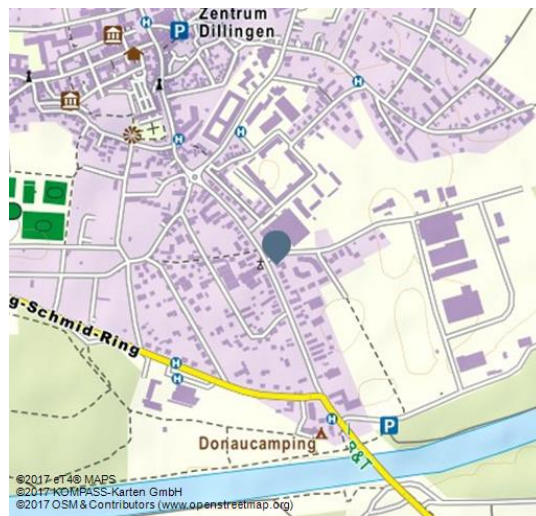 Zentrum
Dillingen
H
P
H
H
H
g-Schmid-Ring
H
H
H
P
Donaucamping
R&T
©2017 eT4® MAPS
©2017 KOMPASS-Karten GmbH
©2017 OSM & Contributors (www.openstreetmap.org)